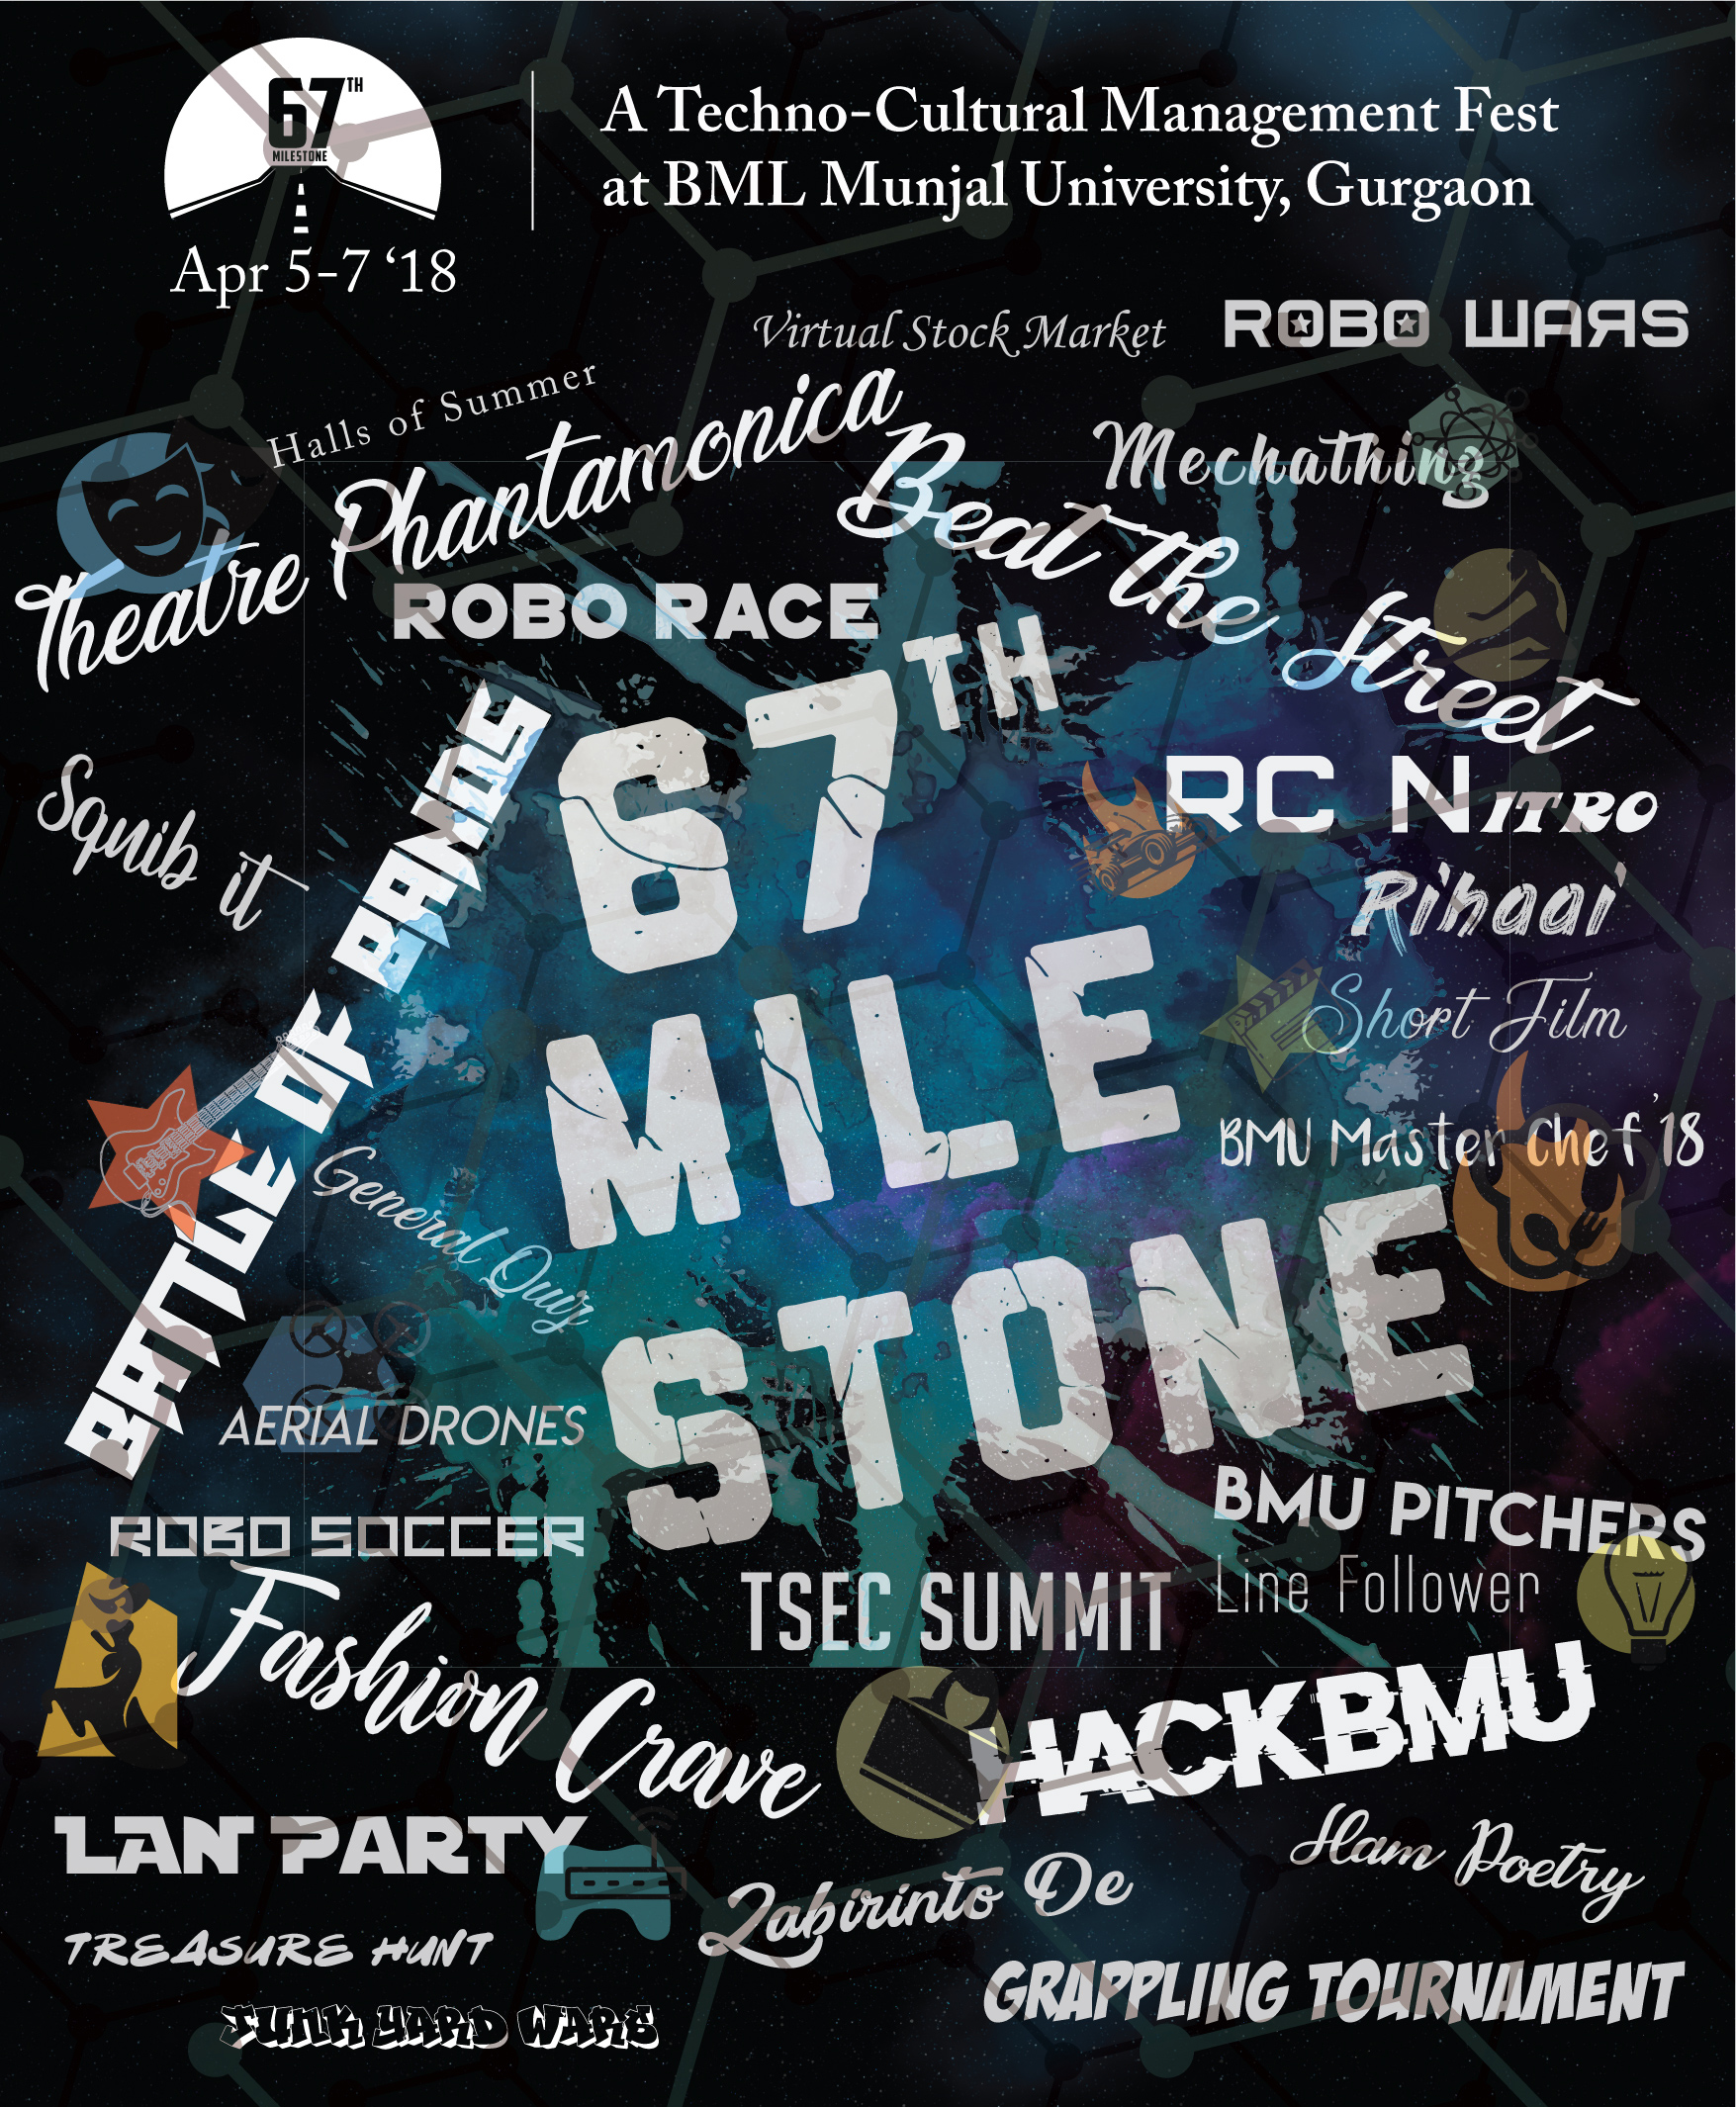 67TH
MILESTONE
Apr 5-7 ‘18
A Techno-Cultural Management Fest
at BML Munjal University, Gurgaon
Virtual Stock Market
ROBO WARS
Halls of Summer
Theatre Phantamonica
Mechathing
Beat the Street
ROBO RACE
67TH
MILE
STONE
Squib it
BATTLE OF BANDS
RC NITRO
Rihaai
Short Film
BMU Master Chef '18
General Quiz
AERIAL DRONES
ROBO SOCCER
BMU PITCHERS
TSEC SUMMIT
Line Follower
Fashion Crave
HACKBMU
LAN PARTY
Slam Poetry
Labirinto De
TREASURE HUNT
GRAPPLING TOURNAMENT
JUNK YARD WARS